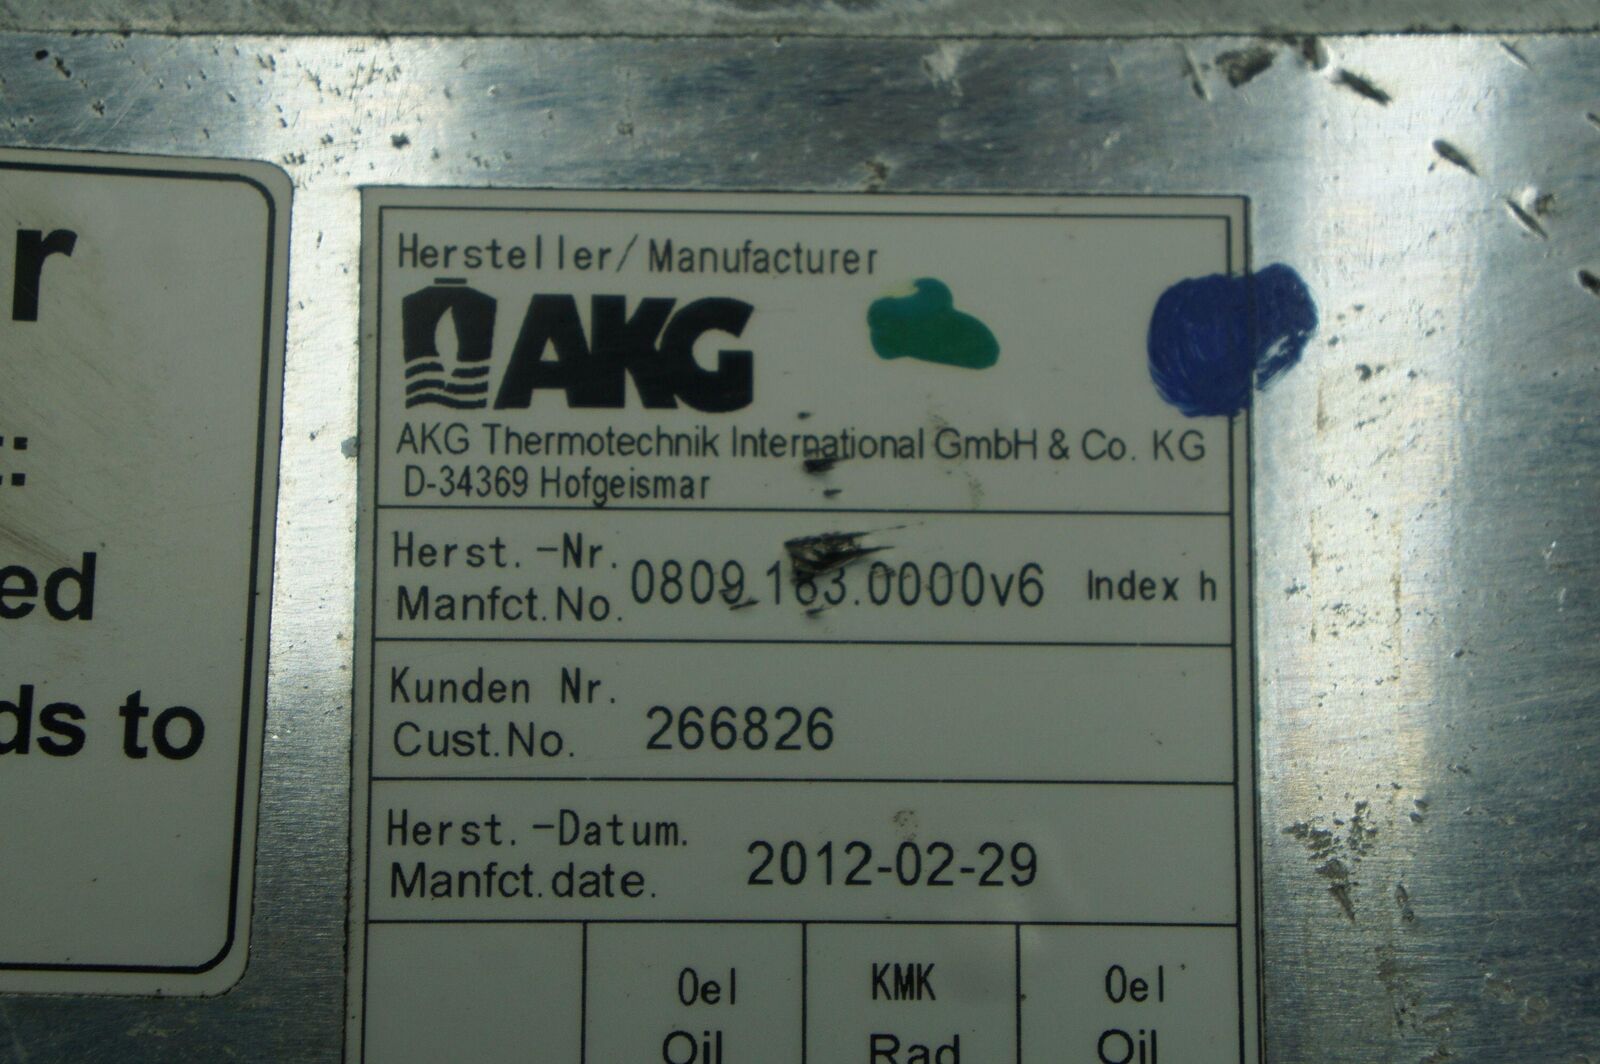 r
ed
ds to
Hersteller/Manufacturer
AKG
AKG Thermotechnik International GmbH & Co. KG
D-34369 Hofgeismar
Herst.-Nr.
Manfct.No. 0809.163.0000v6 Index h
Kunden Nr.
Cust.No. 266826
Herst.-Datum.
Manfct.date. 2012-02-29
Oel KMK Oel
Oil Rad Oil